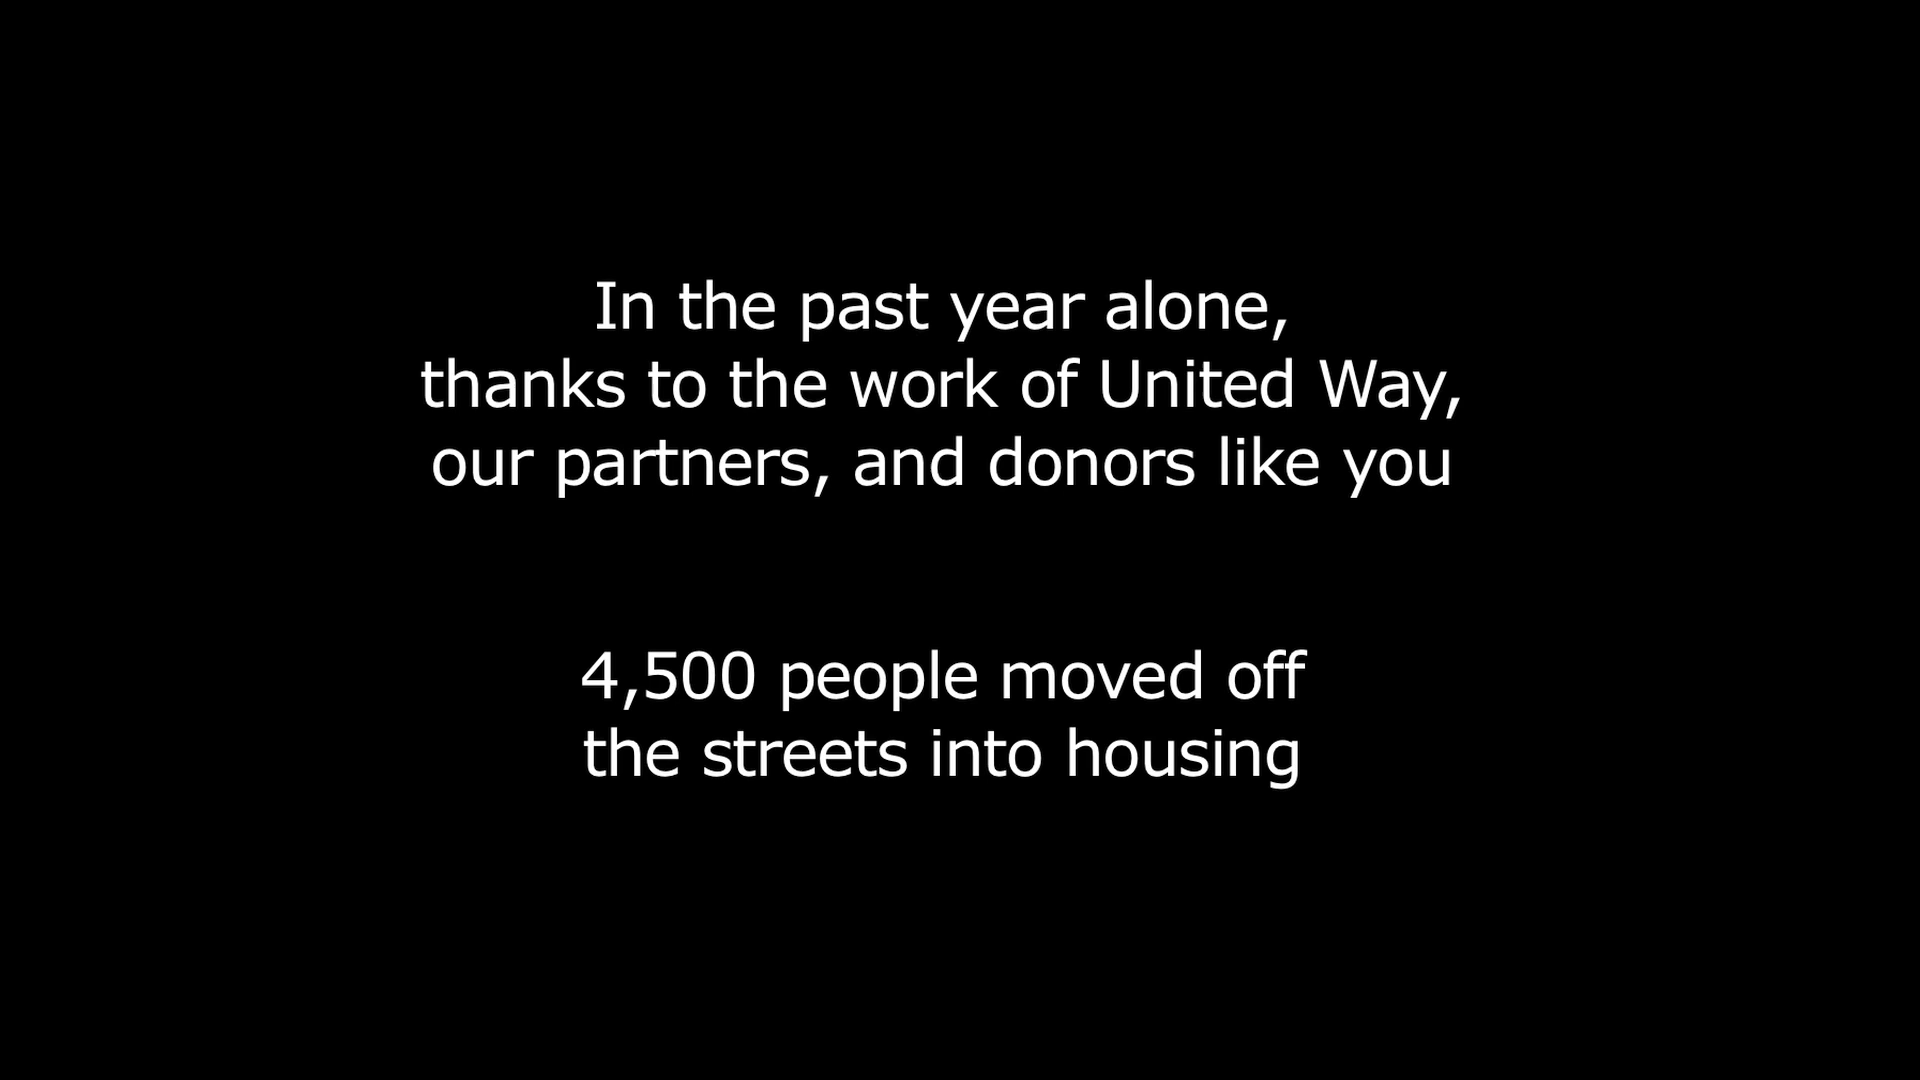 In the past year alone,
thanks to the work of United Way,
our partners, and donors like you
4,500 people moved off
the streets into housing